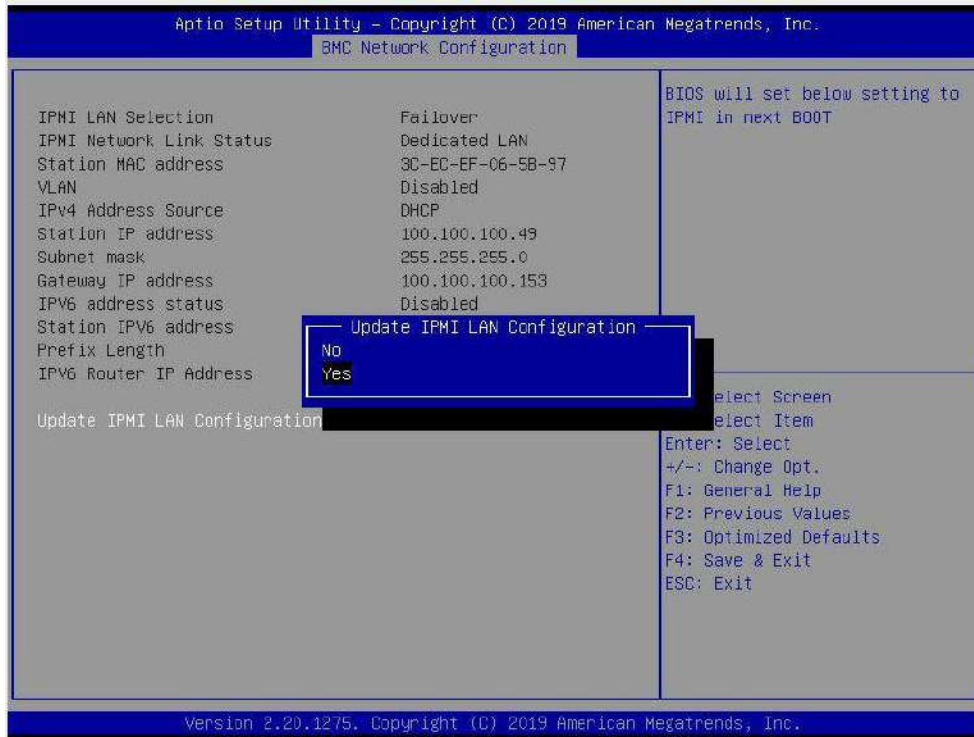 Aptio Setup Utility – Copyright (C) 2019 American Megatrends, Inc.
BMC Network Configuration
IPMI LAN Selection Failover
IPMI Network Link Status Dedicated LAN
Station MAC address 3C-EC-EF-06-5B-97
VLAN Disabled
IPv4 Address Source DHCP
Station IP address 100.100.100.49
Subnet mask 255.255.255.0
Gateway IP address 100.100.100.153
IPV6 address status Disabled
Station IPV6 address
Prefix Length
IPV6 Router IP Address
Update IPMI LAN Configuration
Update IPMI LAN Configuration
No
Yes
BIOS will set below setting to
IPMI in next BOOT
elect Screen
elect Item
Enter: Select
+/-: Change Opt.
F1: General Help
F2: Previous Values
F3: Optimized Defaults
F4: Save & Exit
ESC: Exit
Version 2.20.1275. Copyright (C) 2019 American Megatrends, Inc.